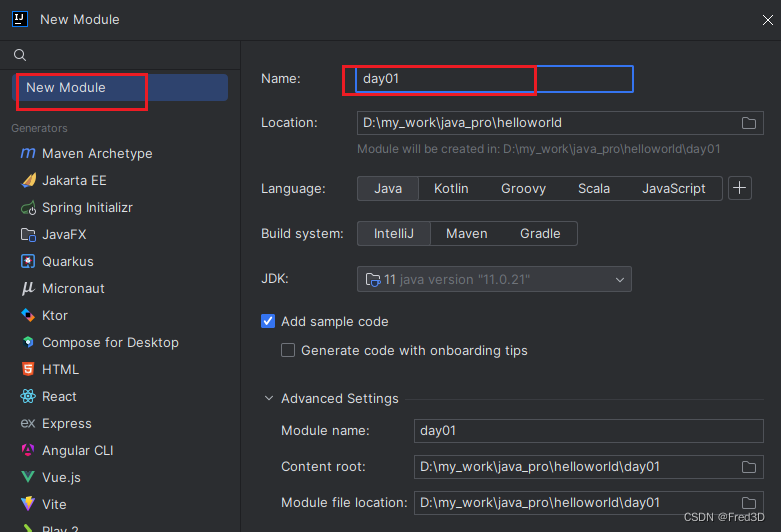 New Module
New Module
Generators
Maven Archetype
Jakarta EE
Spring Initializr
JavaFX
Quarkus
Micronaut
Ktor
Compose for Desktop
HTML
React
ex Express
Angular CLI
Vue.js
Vite
Play 2
Name: day01
Location: D:\my_work\java_pro\helloworld
Module will be created in: D:\my_work\java_pro\helloworld\day01
Language: Java Kotlin Groovy Scala JavaScript +
Build system: IntelliJ Maven Gradle
JDK: 11 java version "11.0.21"
Add sample code
Generate code with onboarding tips
Advanced Settings
Module name: day01
Content root: D:\my_work\java_pro\helloworld\day01
Module file location: D:\my_work\java_pro\helloworld\day01
CSDN @Fred3D